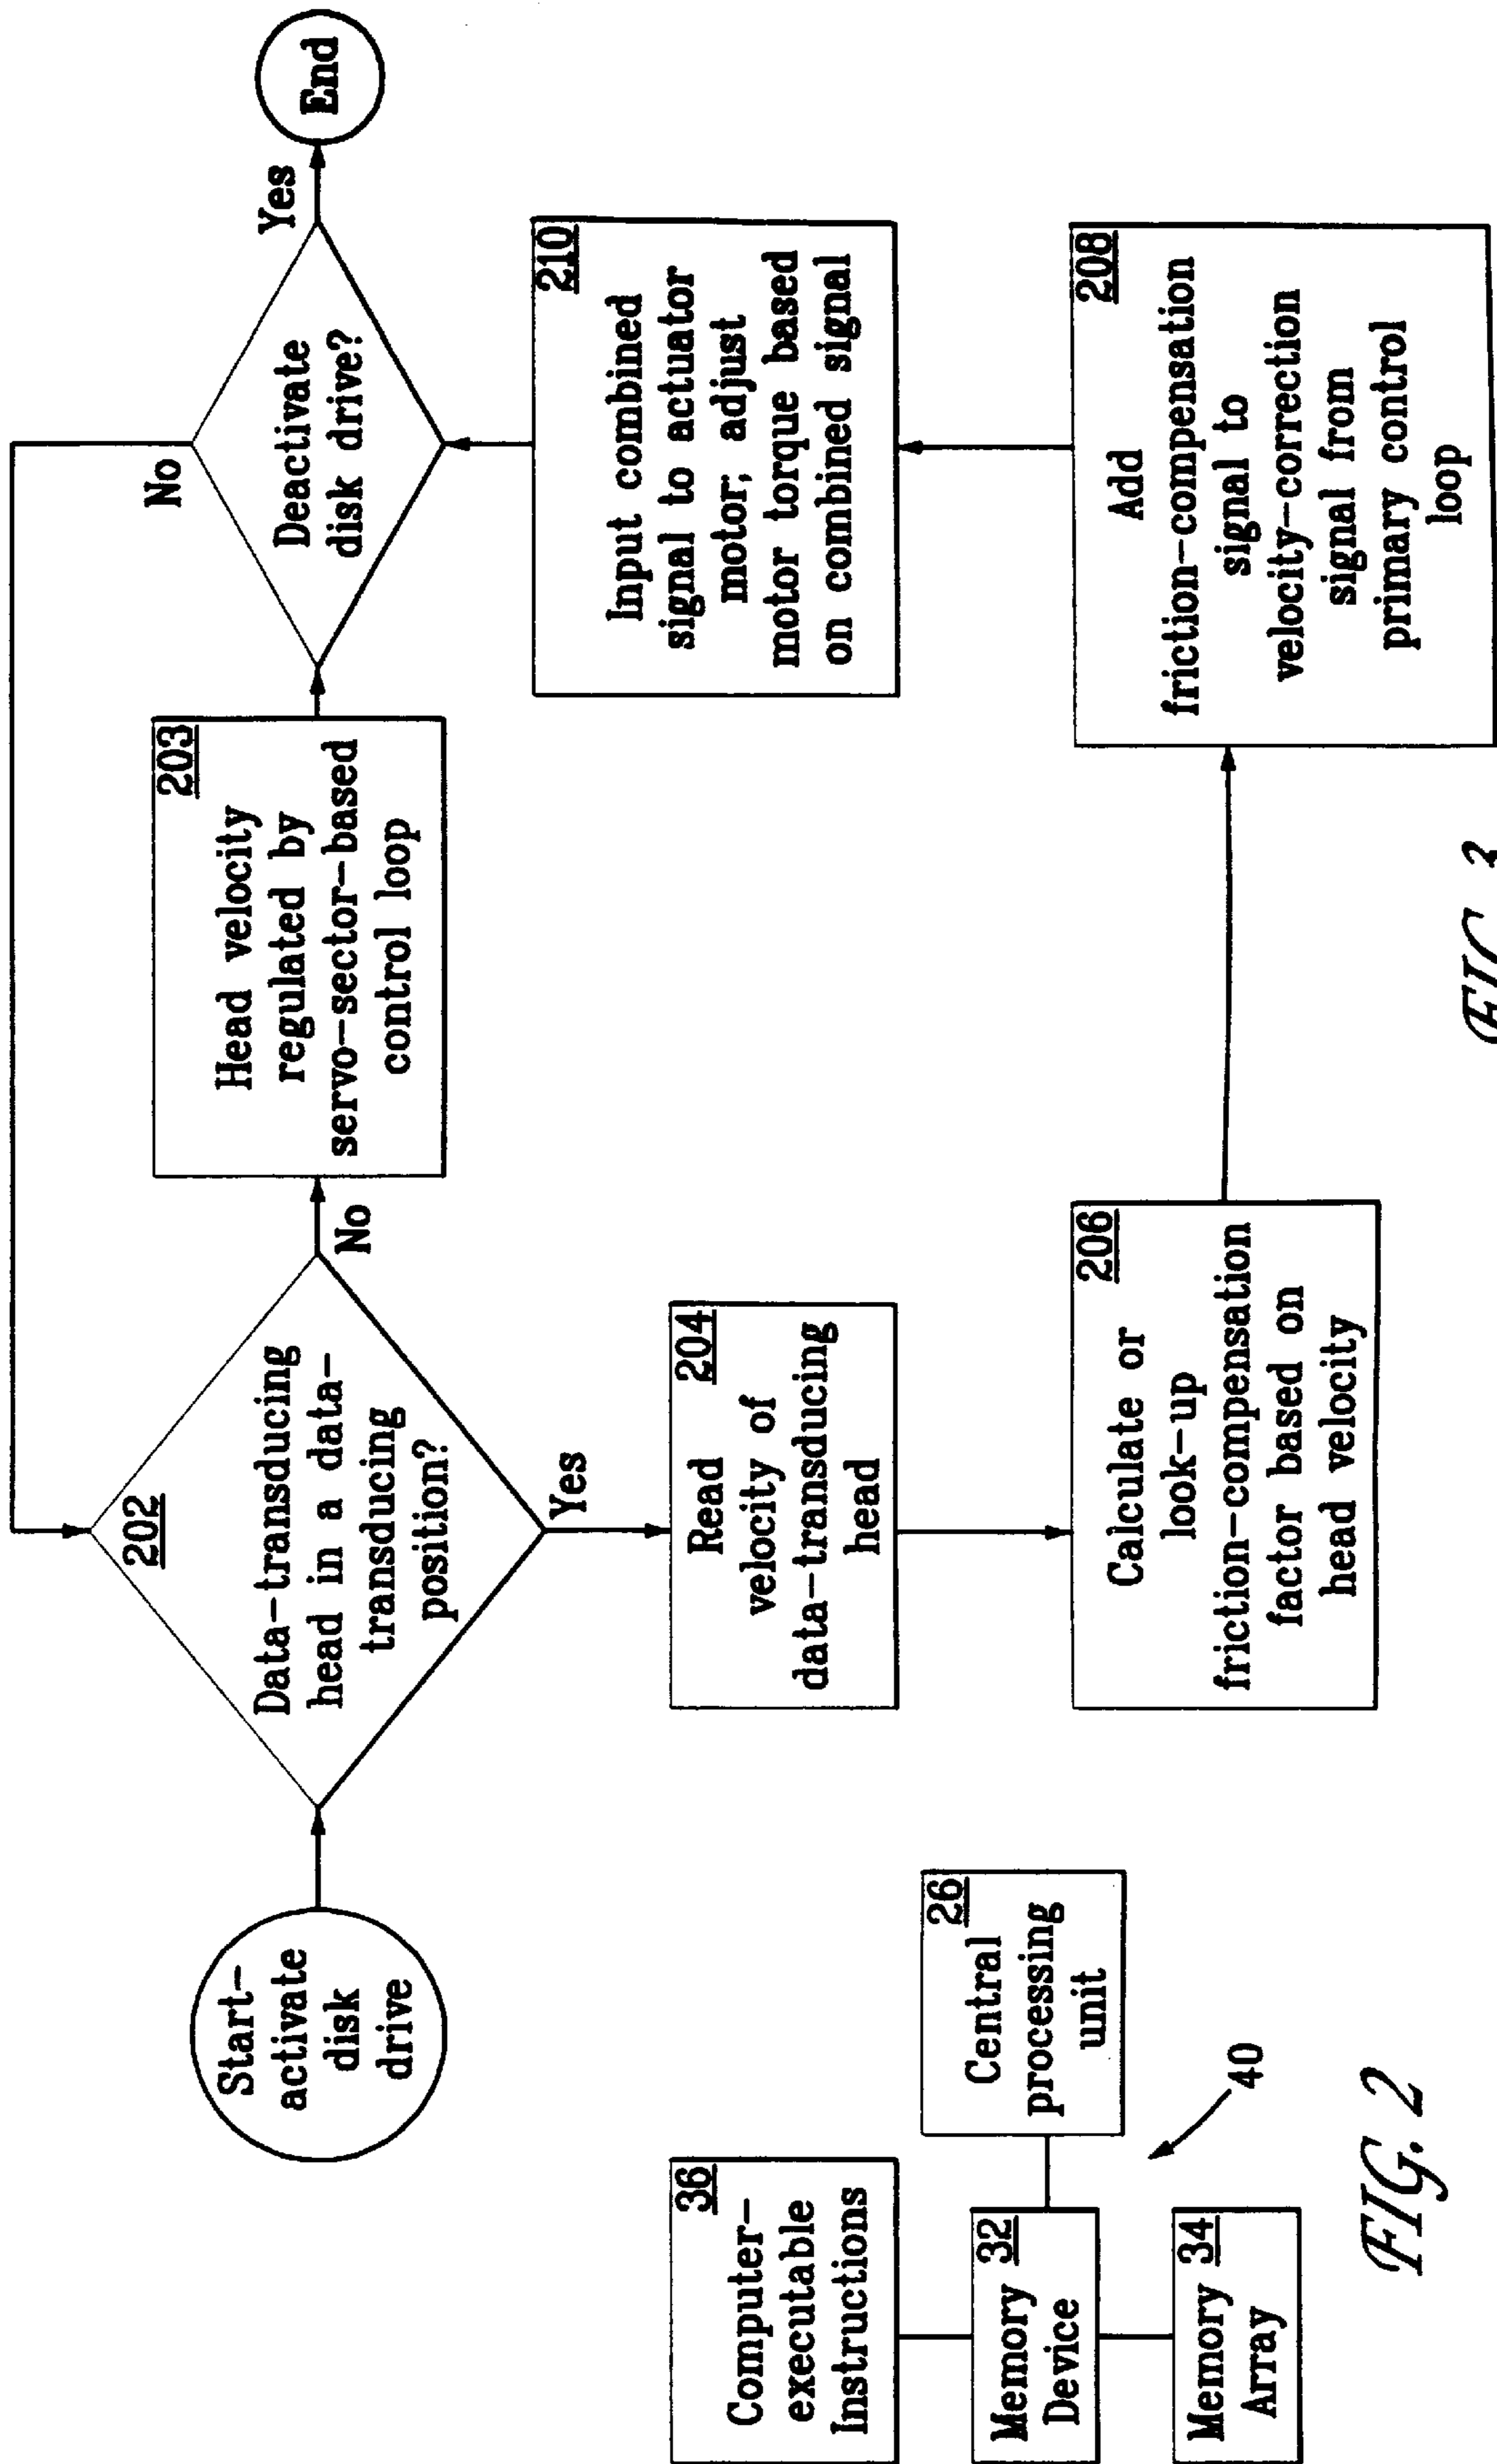 Start-
activate
disk
drive
202
Data-transducing
head in a data-
transducing
position?
No
Yes
203
Head velocity
regulated by
servo-sector-based
control loop
Deactivate
disk drive?
No
Yes
End
204
Read
velocity of
data-transducing
head
206
Calculate or
look-up
friction-compensation
factor based on
head velocity
208
Add
friction-compensation
signal to
velocity-correction
signal from
primary control
loop
210
Input combined
signal to actuator
motor; adjust
motor torque based
on combined signal
FIG. 3
36
Computer-
executable
Instructions
Memory 32
Device
Memory 34
Array
26
Central
processing
unit
40
FIG. 2